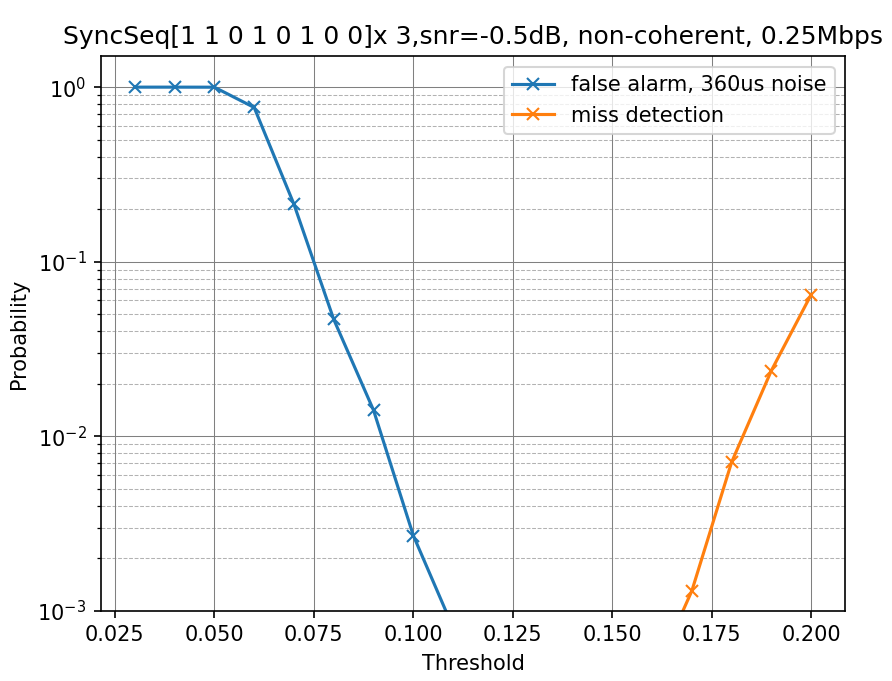 SyncSeq[1 1 0 1 0 1 0 0]x 3,snr=-0.5dB, non-coherent, 0.25Mbps
false alarm, 360us noise
miss detection
Probability
10⁰
10⁻¹
10⁻²
10⁻³
0.025 0.050 0.075 0.100 0.125 0.150 0.175 0.200
Threshold